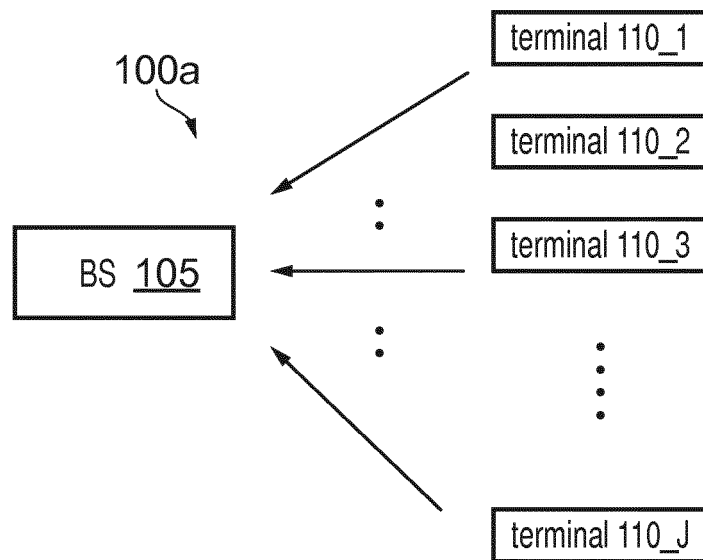 terminal 110_1
100a
terminal 110_2
terminal 110_3
BS 105
terminal 110_J